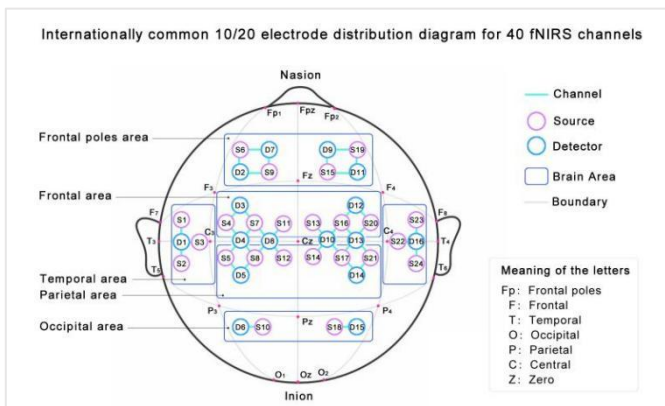 Internationally common 10/20 electrode distribution diagram for 40 fNIRS channels
Nasion
Fp1 Fpz Fp2
Channel
Source
Detector
Brain Area
Boundary
Frontal poles area
S6 D7 D9 S19
D2 S9 S15 D11
Fz
F3 F4
Frontal area
D3 D12
S4 S7 S11 S13 S16 S20
F7 F8
S1 S23
C3 C4
T3 D1 S3 D4 D8 Cz D10 D13 S22 D16 T4
S2 S5 S8 S12 S14 S17 S21 S24
T5 T6
D5 D14
Temporal area
Parietal area
P3 P4
Pz
Occipital area
D6 S10 S18 D15
O1 Oz O2
Inion
Meaning of the letters
Fp: Frontal poles
F: Frontal
T: Temporal
O: Occipital
P: Parietal
C: Central
Z: Zero